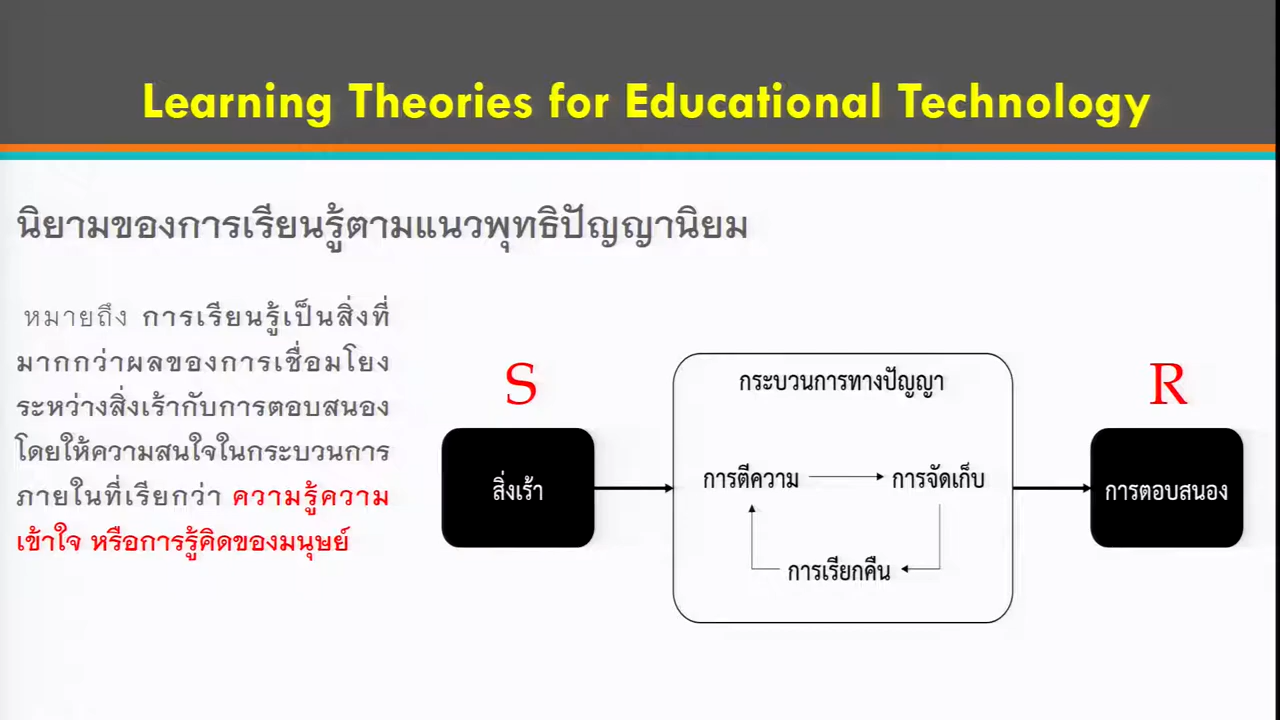 Learning Theories for Educational Technology
นิยามของการเรียนรู้ตามแนวพุทธิปัญญานิยม
หมายถึง การเรียนรู้เป็นสิ่งที่
มากกว่าผลของการเชื่อมโยง
ระหว่างสิ่งเร้ากับการตอบสนอง
โดยให้ความสนใจในกระบวนการ
ภายในที่เรียกว่า ความรู้ความ
เข้าใจ หรือการรู้คิดของมนุษย์
S
สิ่งเร้า
กระบวนการทางปัญญา
การตีความ
การจัดเก็บ
การเรียกคืน
R
การตอบสนอง